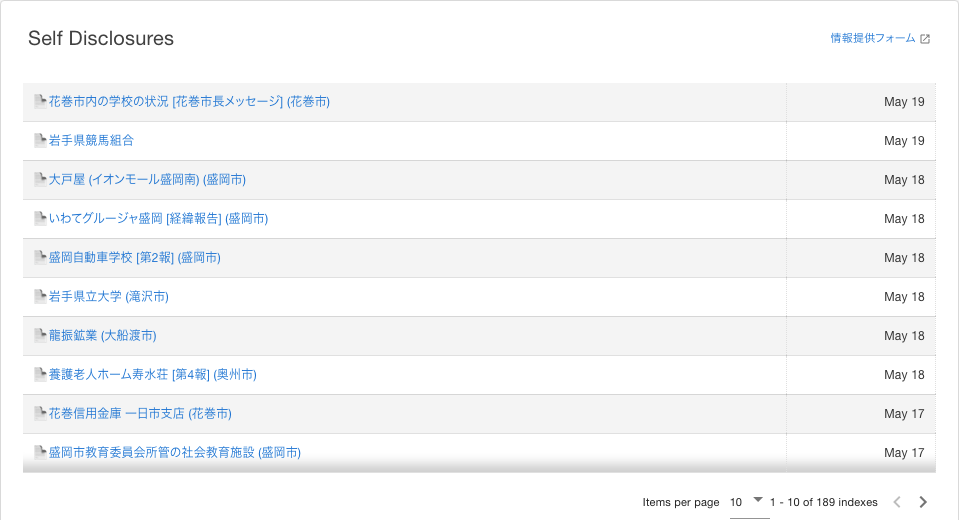 Self Disclosures
情報提供フォーム
花巻市内の学校の状況 [花巻市長メッセージ] (花巻市) May 19
岩手県競馬組合 May 19
大戸屋 (イオンモール盛岡南) (盛岡市) May 18
いわてグルージャ盛岡 [経緯報告] (盛岡市) May 18
盛岡自動車学校 [第2報] (盛岡市) May 18
岩手県立大学 (滝沢市) May 18
龍振鉱業 (大船渡市) May 18
養護老人ホーム寿水荘 [第4報] (奥州市) May 18
花巻信用金庫 一日市支店 (花巻市) May 17
盛岡市教育委員会所管の社会教育施設 (盛岡市) May 17
Items per page 10 1 - 10 of 189 indexes